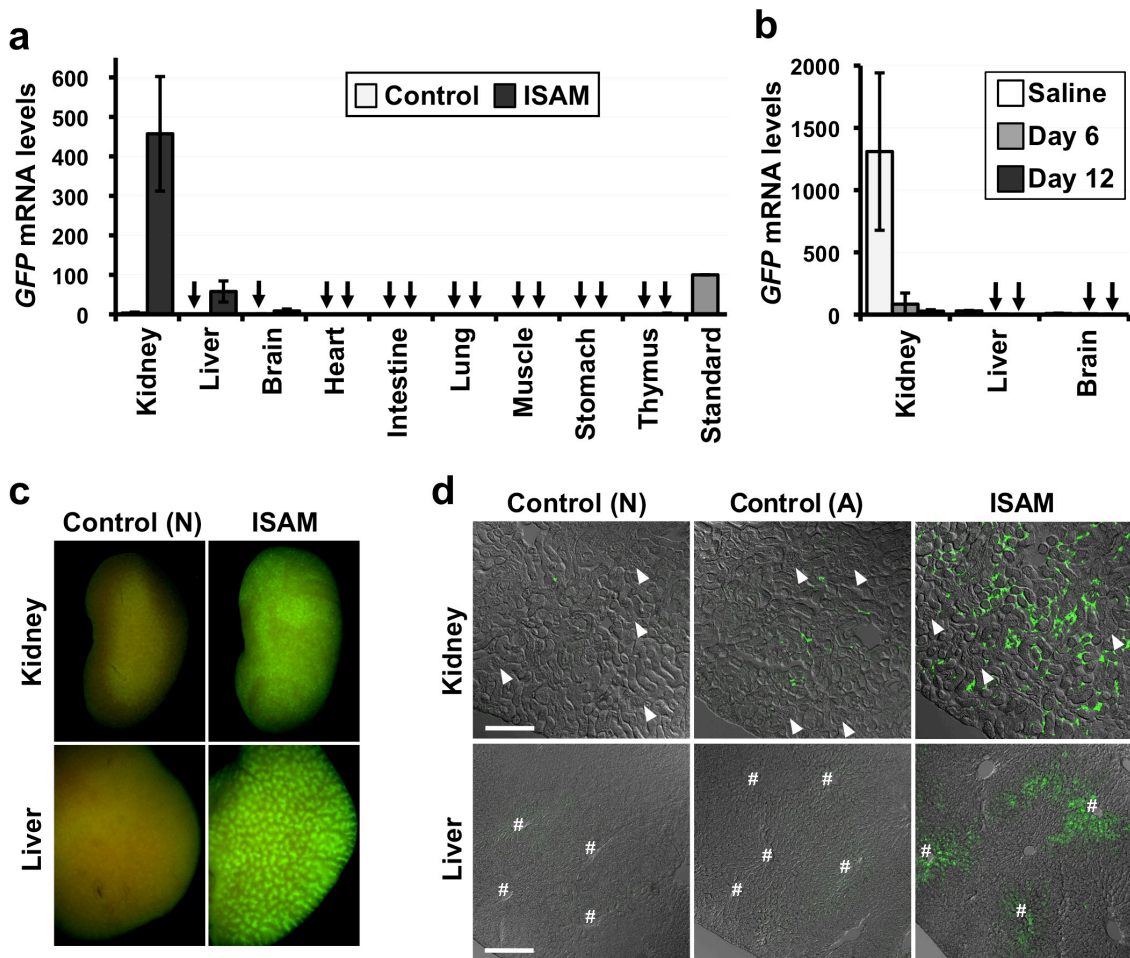 a
GFP mRNA levels
600
500
400
300
200
100
0
Control ISAM
Kidney
Liver
Brain
Heart
Intestine
Lung
Muscle
Stomach
Thymus
Standard
b
GFP mRNA levels
2000
1500
1000
500
0
Saline
Day 6
Day 12
Kidney
Liver
Brain
c
Control (N) ISAM
Kidney
Liver
d
Control (N) Control (A) ISAM
Kidney
Liver
# # # #
# # # # #
# # #